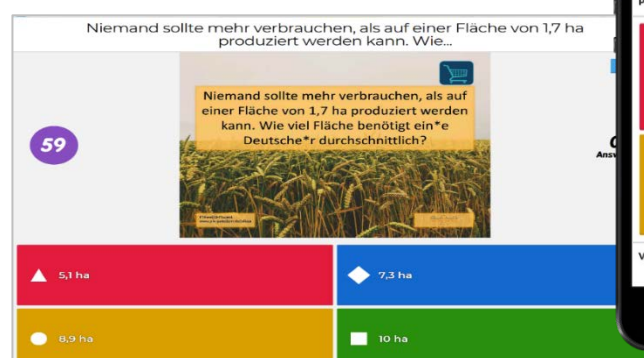 Niemand sollte mehr verbrauchen, als auf einer Fläche von 1,7 ha
produziert werden kann. Wie...
Niemand sollte mehr verbrauchen, als auf
einer Fläche von 1,7 ha produziert werden
kann. Wie viel Fläche benötigt ein*e
Deutsche*r durchschnittlich?
59
5,1 ha
7,3 ha
8,9 ha
10 ha